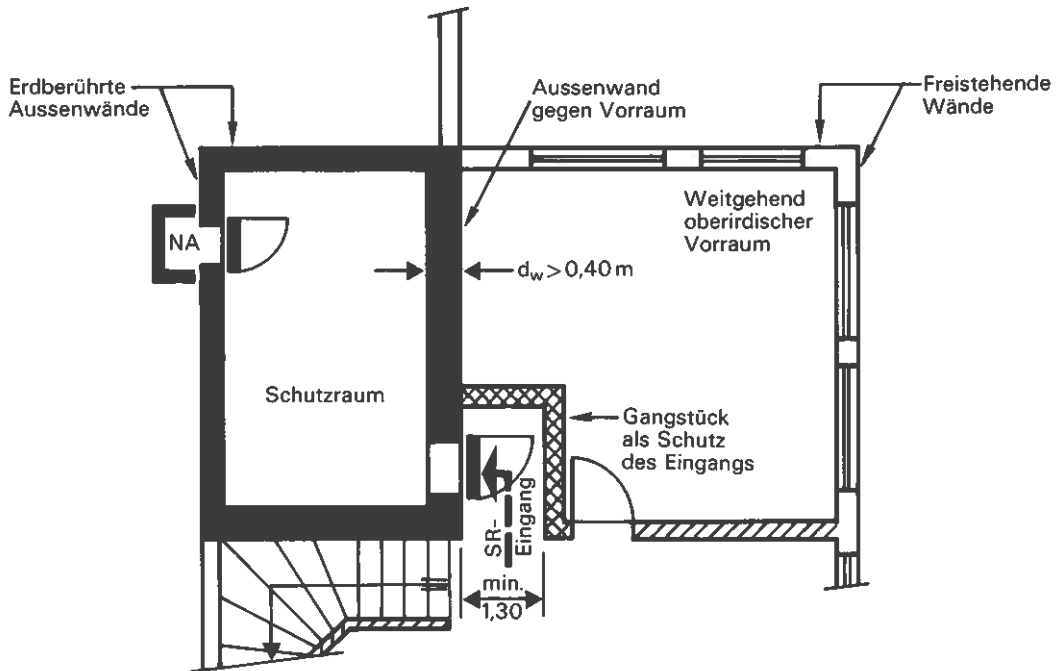 Erdberührte
Aussenwände
Aussenwand
gegen Vorraum
Freistehende
Wände
Weitgehend
oberirdischer
Vorraum
NA
d_w > 0,40 m
Schutzraum
Gangstück
als Schutz
des Eingangs
SR-
Eingang
min.
1,30